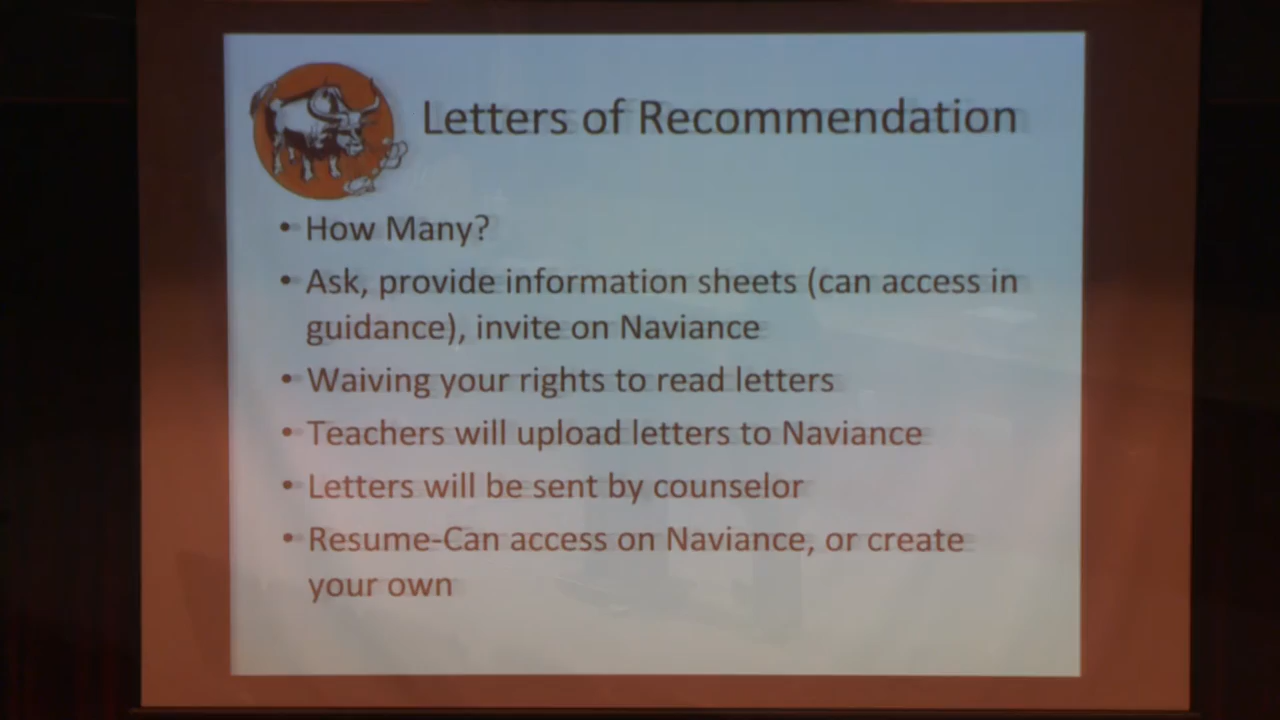 Letters of Recommendation
• How Many?
• Ask, provide information sheets (can access in
guidance), invite on Naviance
• Waiving your rights to read letters
• Teachers will upload letters to Naviance
• Letters will be sent by counselor
• Resume-Can access on Naviance, or create
your own